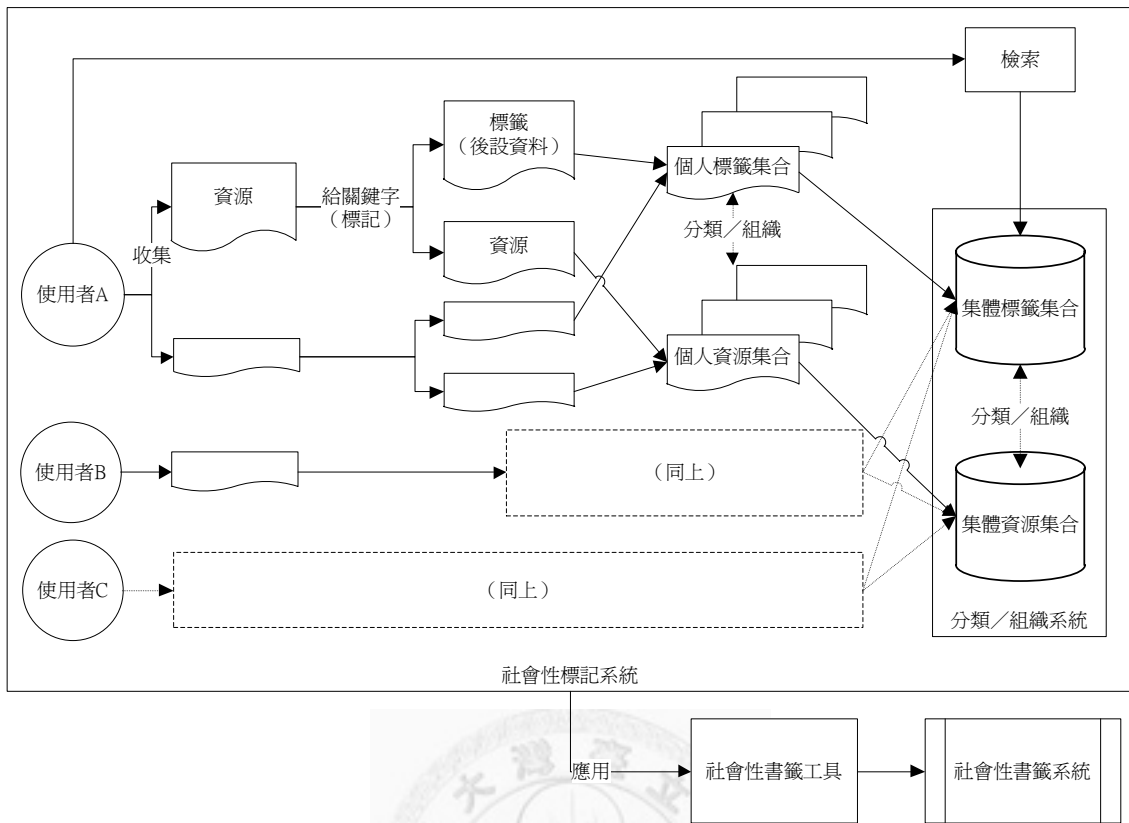 檢索
標籤
（後設資料）
資源
給關鍵字
（標記）
個人標籤集合
收集
資源
分類／組織
使用者A
集體標籤集合
個人資源集合
分類／組織
使用者B
（同上）
集體資源集合
使用者C
（同上）
分類／組織系統
社會性標記系統
應用
社會性書籤工具
社會性書籤系統
大灣